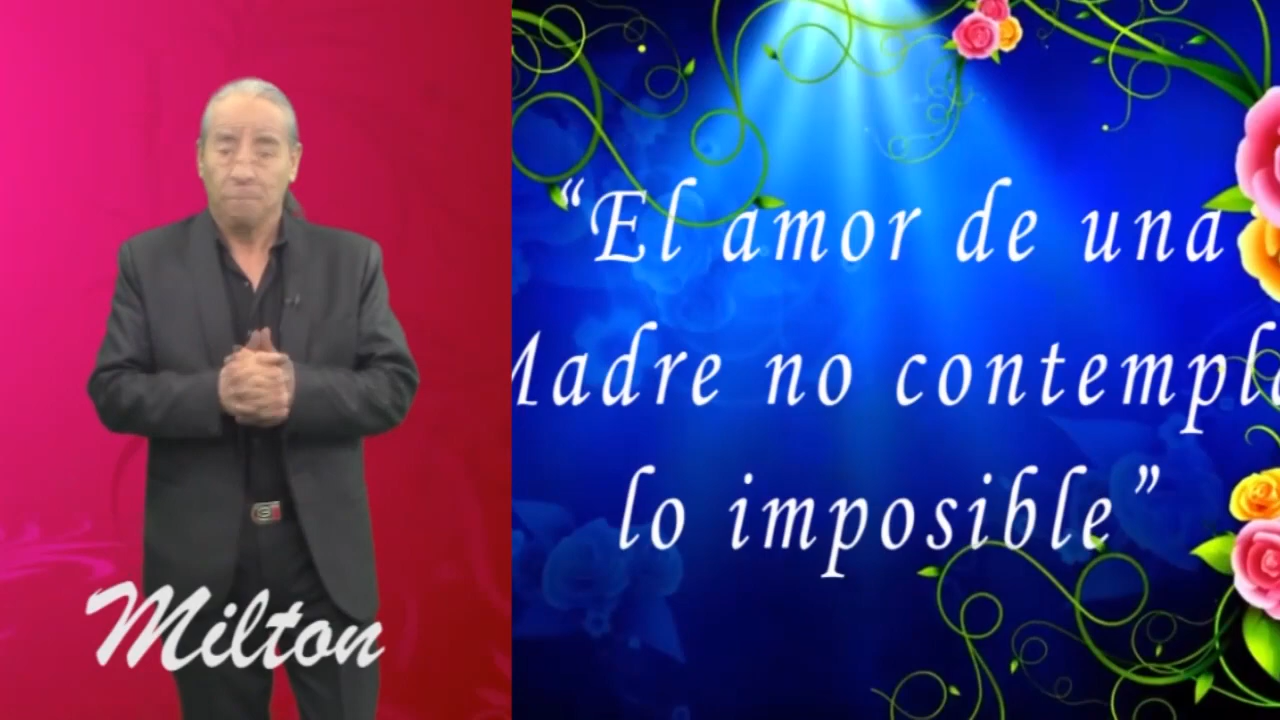 Milton
“El amor de una
Madre no contempla
lo imposible”